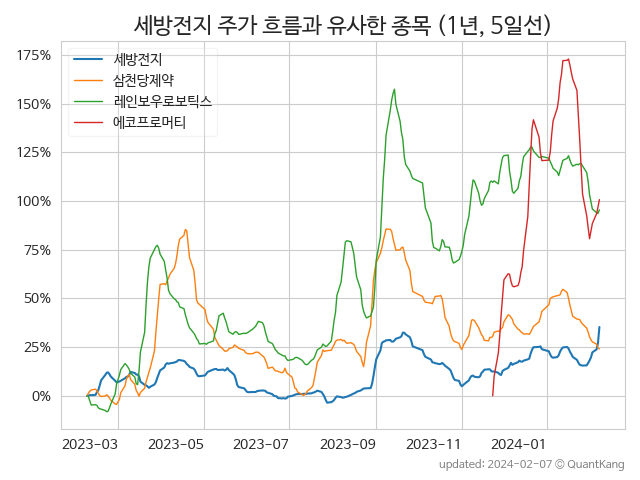 세방전지 주가 흐름과 유사한 종목 (1년, 5일선)
세방전지
삼천당제약
레인보우로보틱스
에코프로머티
175%
150%
125%
100%
75%
50%
25%
0%
2023-03 2023-05 2023-07 2023-09 2023-11 2024-01
updated: 2024-02-07 © QuantKang